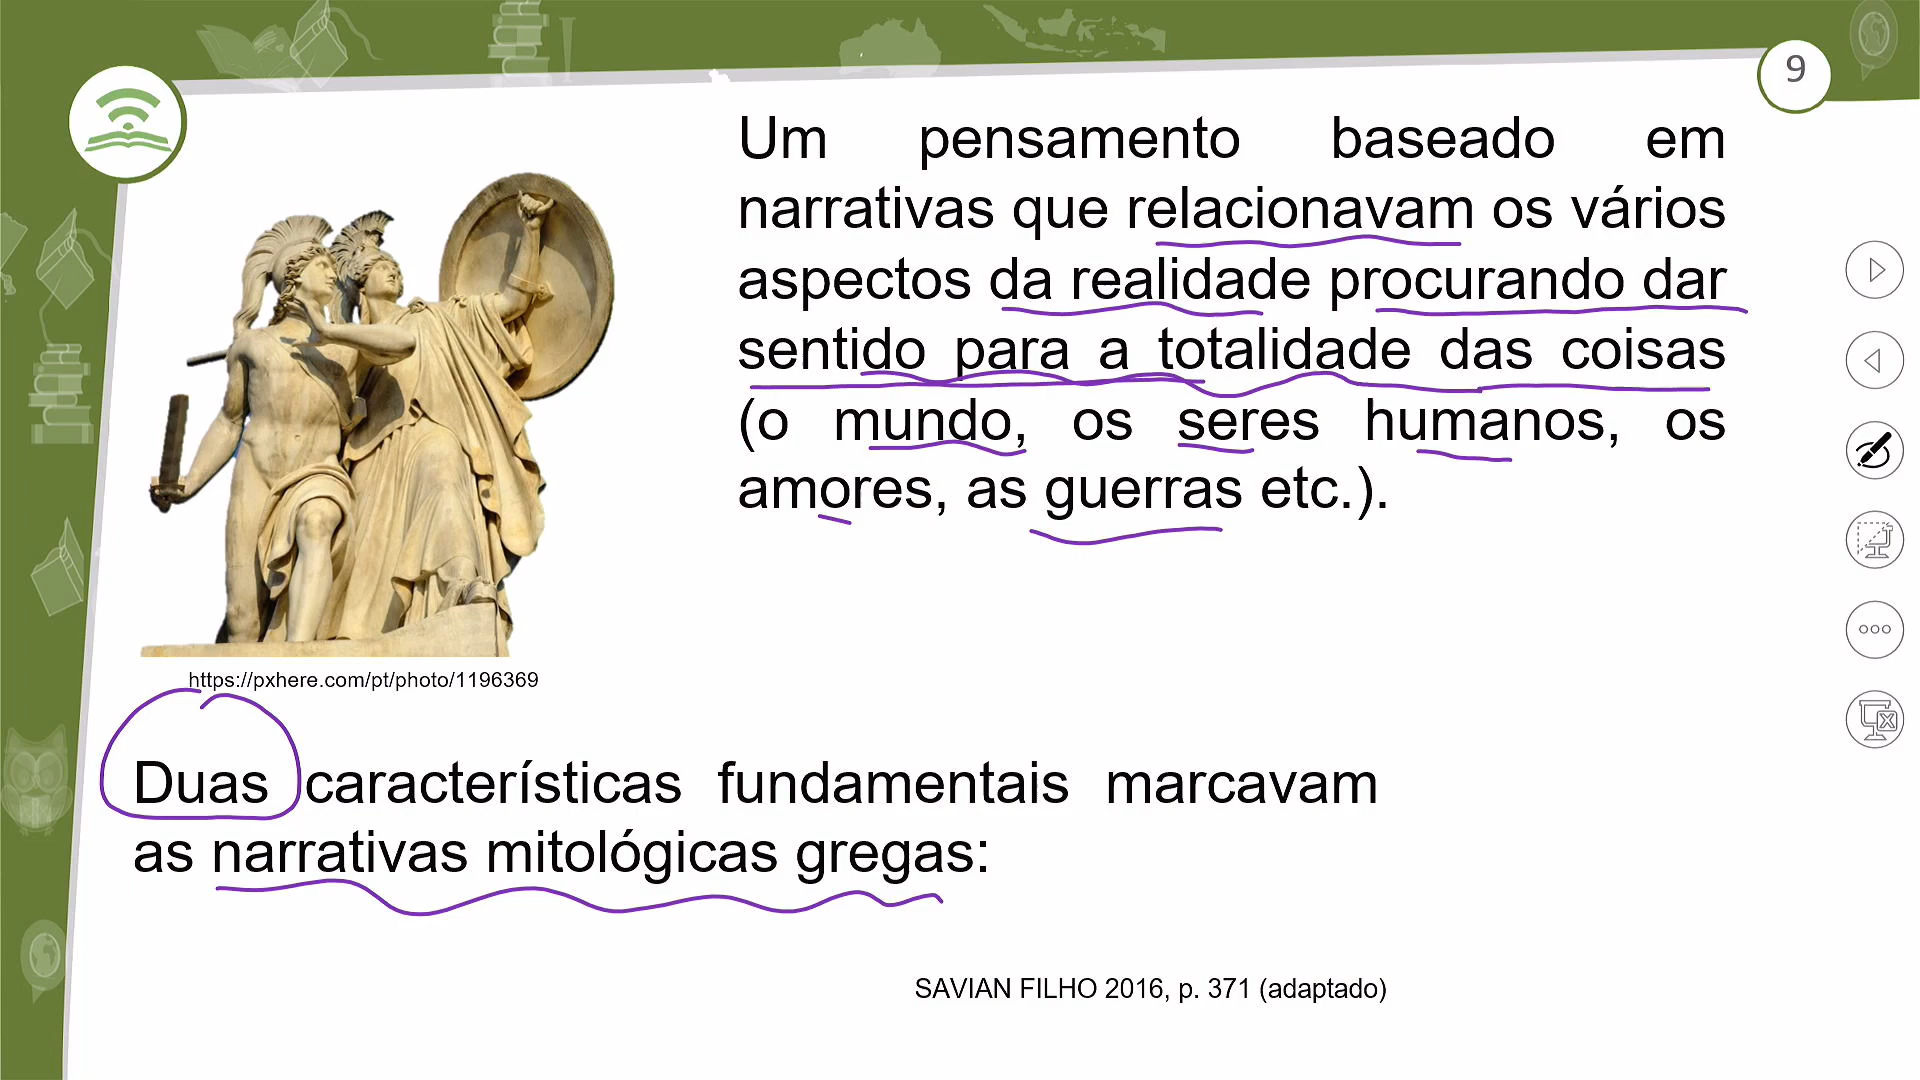 9
Um pensamento baseado em
narrativas que relacionavam os vários
aspectos da realidade procurando dar
sentido para a totalidade das coisas
(o mundo, os seres humanos, os
amores, as guerras etc.).
https://pxhere.com/pt/photo/1196369
Duas características fundamentais marcavam
as narrativas mitológicas gregas:
SAVIAN FILHO 2016, p. 371 (adaptado)